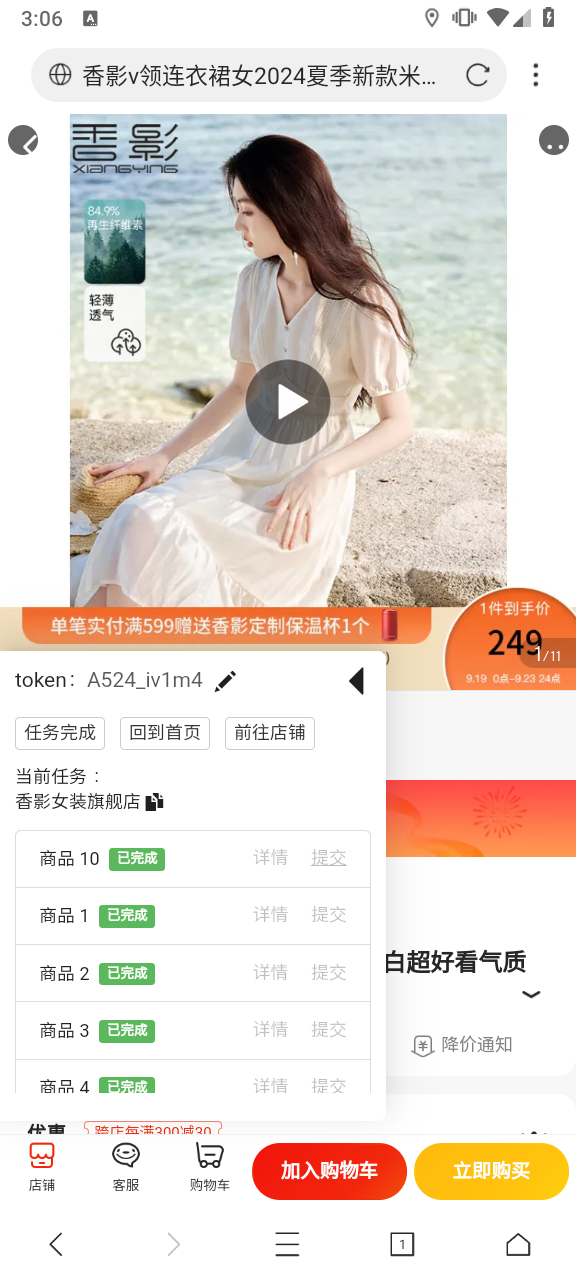 3:06
A
香影v领连衣裙女2024夏季新款米…
香影
XIANGYING
84.9%
再生纤维素
轻薄
透气
1件到手价
单笔实付满599赠送香影定制保温杯1个
249
1/11
9.19 0点-9.23 24点
token: A524_iv1m4
任务完成 回到首页 前往店铺
当前任务：
香影女装旗舰店
商品 10 已完成 详情 提交
商品 1 已完成 详情 提交
商品 2 已完成 详情 提交
白超好看气质
商品 3 已完成 详情 提交
降价通知
商品 4 已完成 详情 提交
优惠 跨店每满300减30
店铺 客服 购物车 加入购物车 立即购买
1